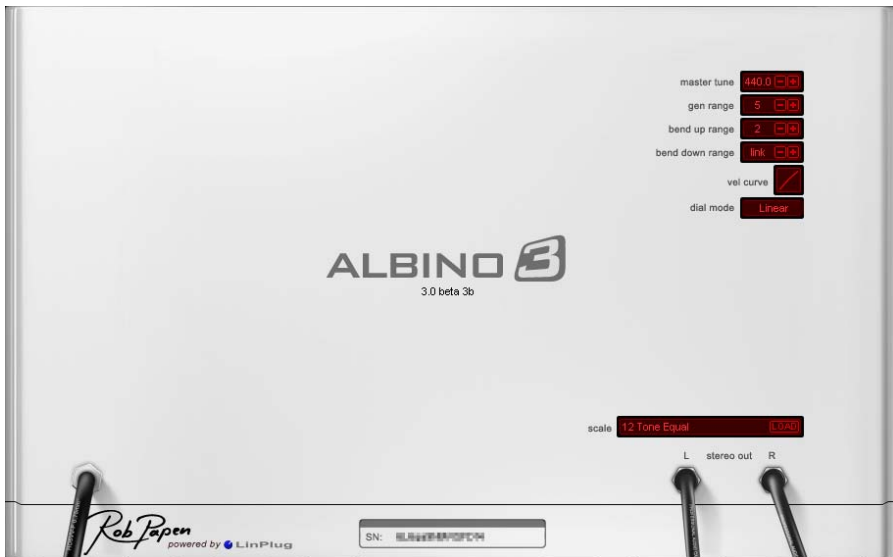 master tune 440.0 - +
gen range 5 - +
bend up range 2 - +
bend down range link - +
vel curve
dial mode Linear
ALBINO 3
3.0 beta 3b
scale 12 Tone Equal LOAD
L stereo out R
Rob Papen
powered by LinPlug
SN: